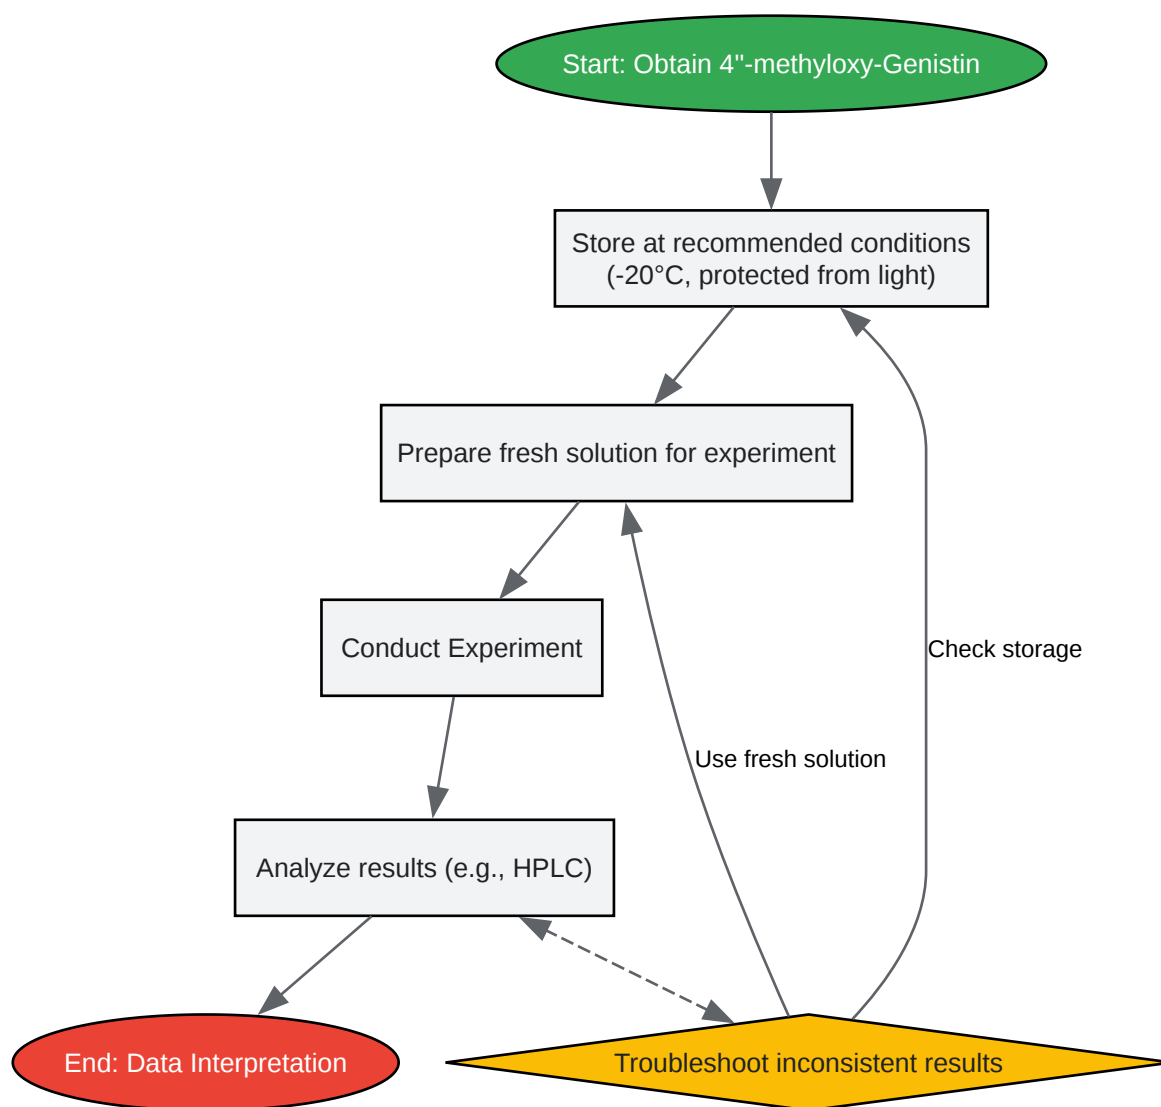 Start: Obtain 4"-methyloxy-Genistin
Store at recommended conditions
(-20°C, protected from light)
Prepare fresh solution for experiment
Conduct Experiment
Check storage
Use fresh solution
Analyze results (e.g., HPLC)
End: Data Interpretation
Troubleshoot inconsistent results